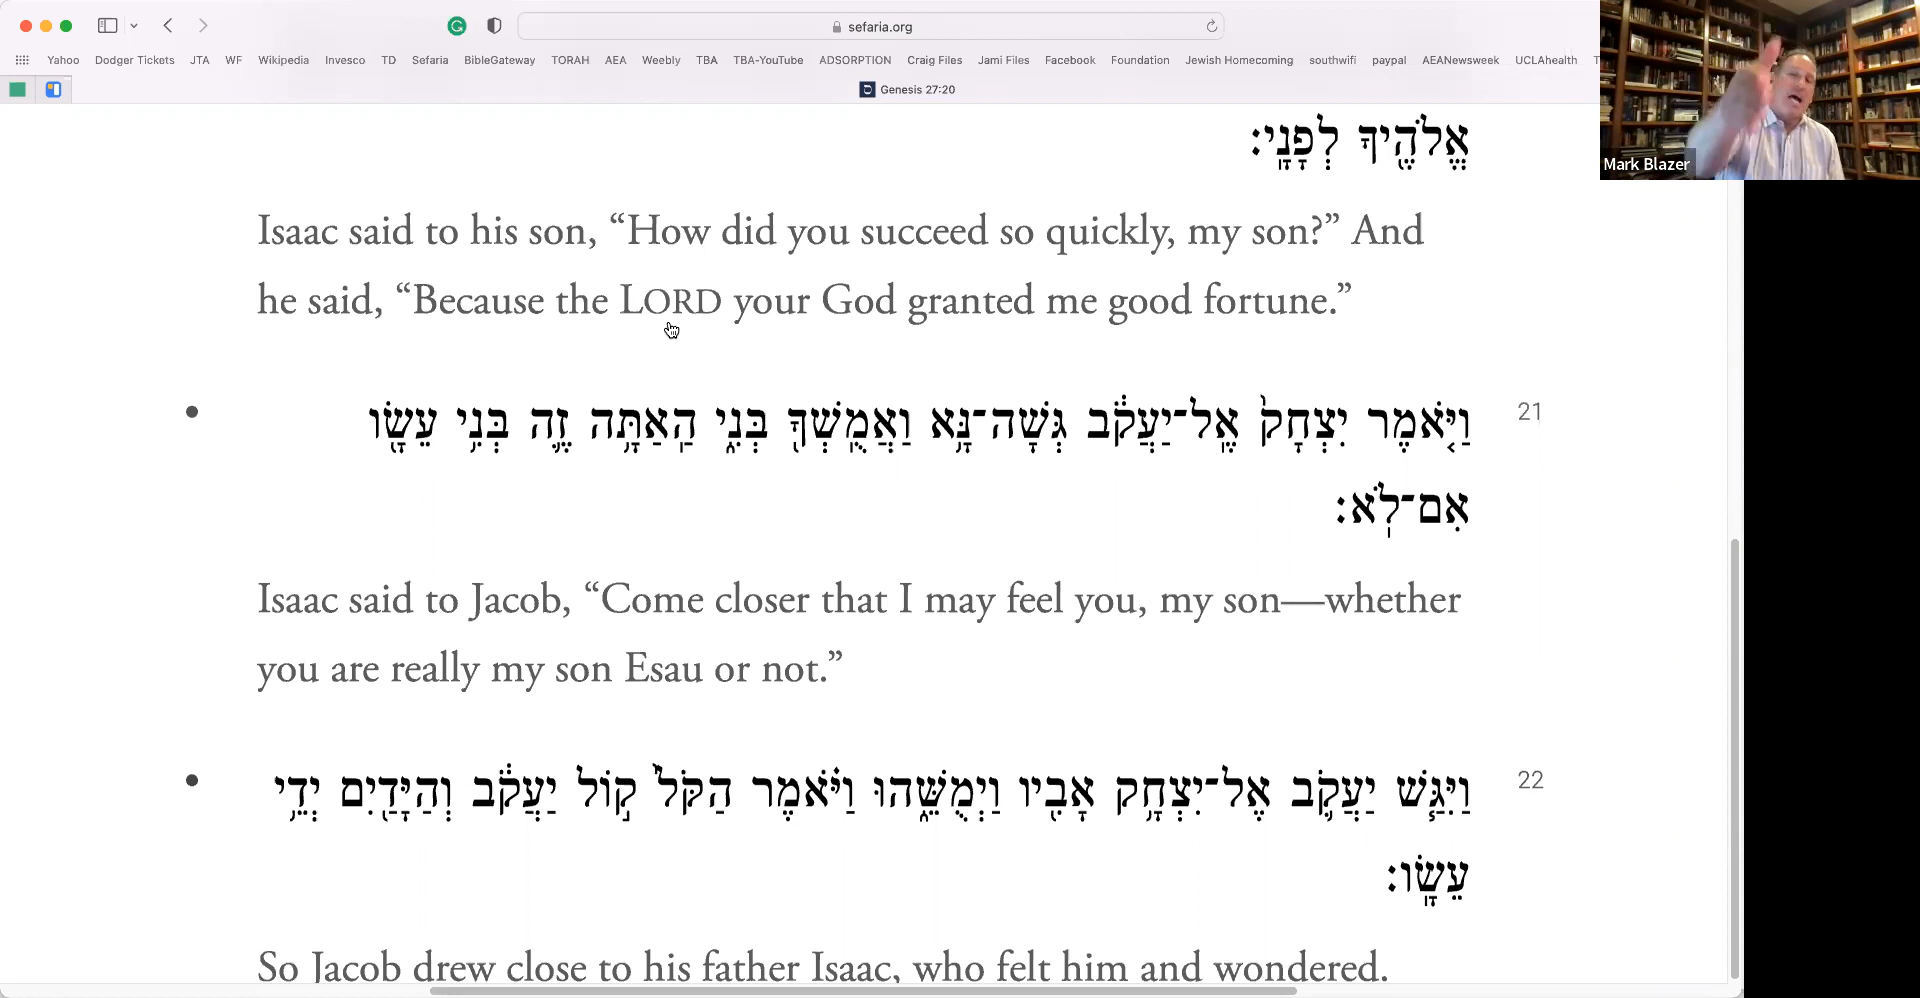 sefaria.org
Yahoo Dodger Tickets JTA WF Wikipedia Invesco TD Sefaria BibleGateway TORAH AEA Weebly TBA TBA-YouTube ADSORPTION Craig Files Jami Files Facebook Foundation Jewish Homecoming southwifi paypal AEANewsweek UCLAhealth
Genesis 27:20
Mark Blazer
אֱלֹהֶ֖יךָ לְפָנָֽי׃
Isaac said to his son, “How did you succeed so quickly, my son?” And
he said, “Because the LORD your God granted me good fortune.”
21
וַיֹּ֤אמֶר יִצְחָק֙ אֶֽל־יַעֲקֹ֔ב גְּשָׁה־נָּ֥א וַאֲמֻֽשְׁךָ֖ בְּנִ֑י הַֽאַתָּ֥ה זֶ֛ה בְּנִ֥י עֵשָׂ֖ו
אִם־לֹֽא׃
Isaac said to Jacob, “Come closer that I may feel you, my son—whether
you are really my son Esau or not.”
22
וַיִּגַּ֧שׁ יַעֲקֹ֛ב אֶל־יִצְחָ֥ק אָבִ֖יו וַיְמֻשֵּׁ֑הוּ וַיֹּ֗אמֶר הַקֹּל֙ ק֣וֹל יַעֲקֹ֔ב וְהַיָּדַ֖יִם יְדֵ֥י
עֵשָֽׂו׃
So Jacob drew close to his father Isaac, who felt him and wondered.